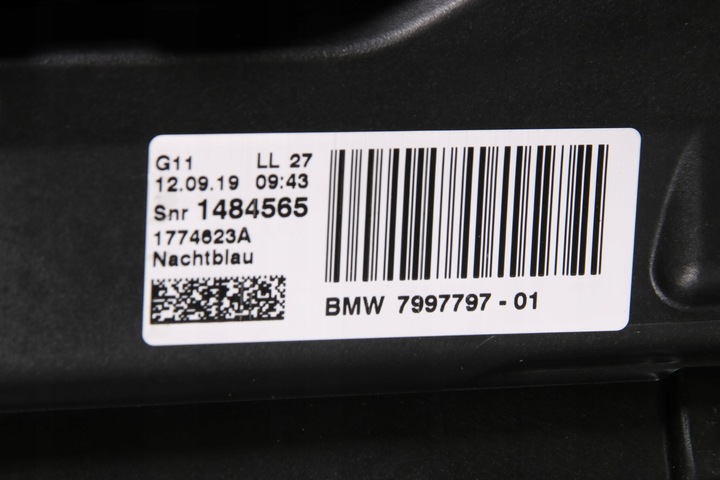 G11 LL 27
12.09.19 09:43
Snr 1484565
1774623A
Nachtblau
BMW 7997797 - 01